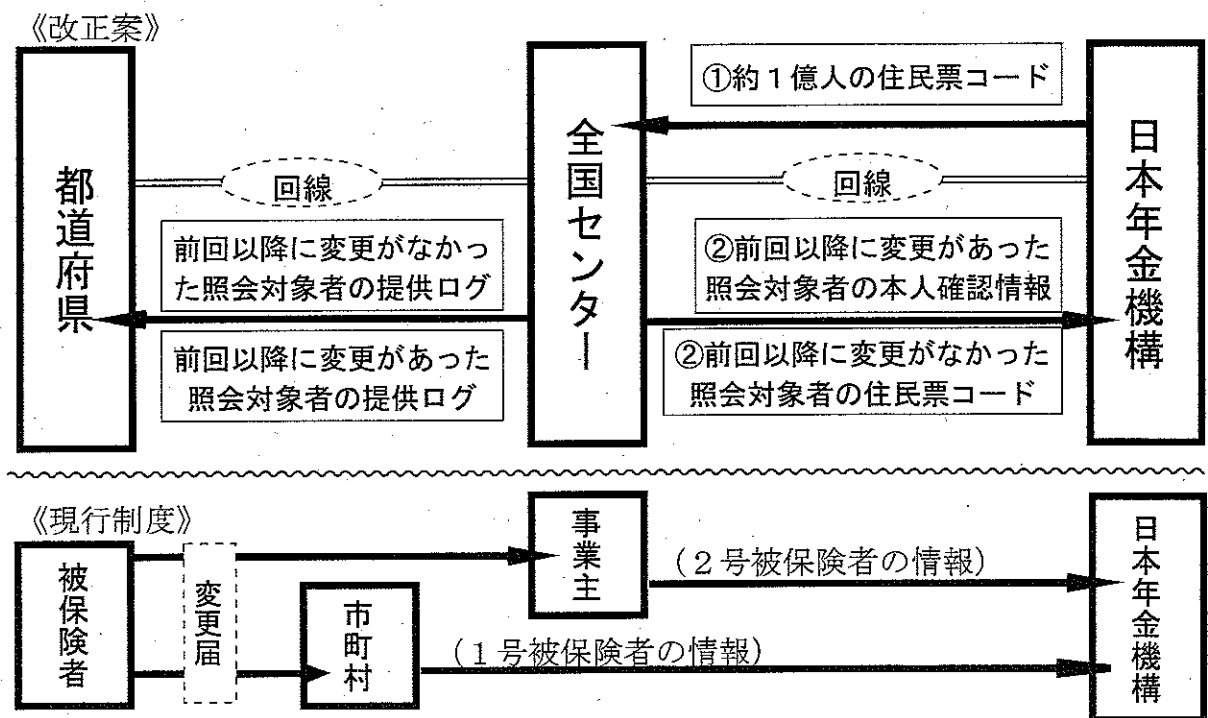 《改正案》
都道府県
全国センター
日本年金機構
①約1億人の住民票コード
回線
回線
前回以降に変更がなかっ
た照会対象者の提供ログ
前回以降に変更があった
照会対象者の提供ログ
②前回以降に変更があった
照会対象者の本人確認情報
②前回以降に変更がなかった
照会対象者の住民票コード
《現行制度》
被保険者
変更届
市町村
事業主
(2号被保険者の情報)
(1号被保険者の情報)
日本年金機構